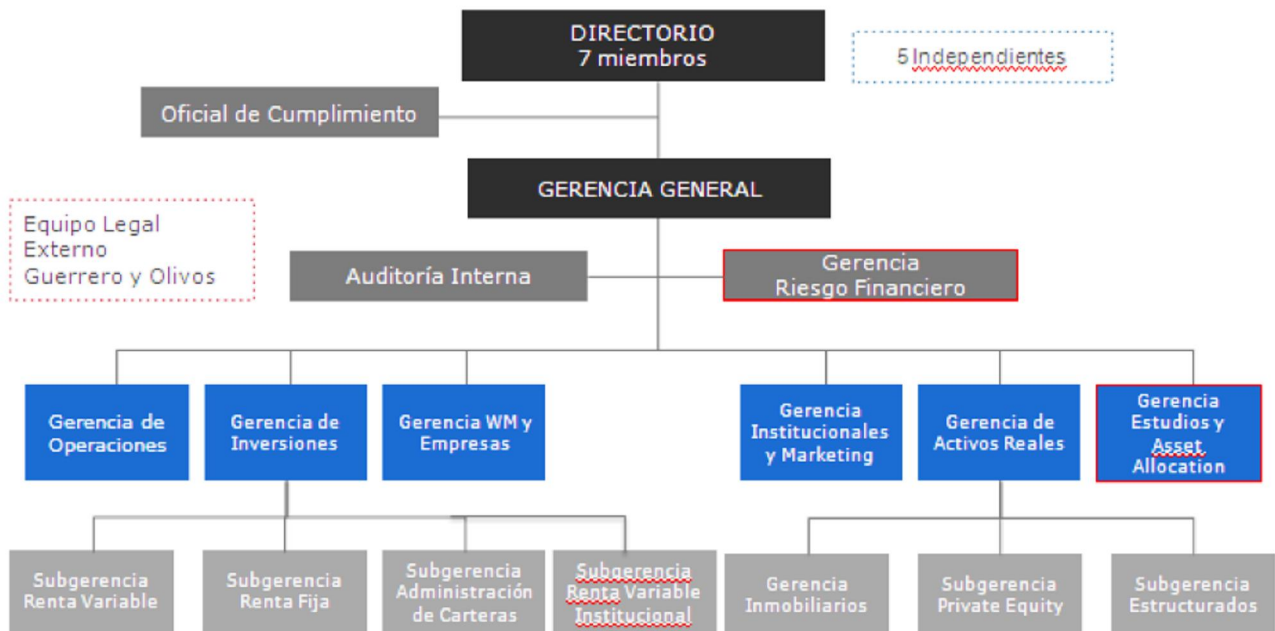 DIRECTORIO
7 miembros
5 Independientes
Oficial de Cumplimiento
GERENCIA GENERAL
Equipo Legal
Externo
Guerrero y Olivos
Auditoría Interna
Gerencia
Riesgo Financiero
Gerencia de
Operaciones
Gerencia de
Inversiones
Gerencia WM y
Empresas
Gerencia
Institucionales
y Marketing
Gerencia de
Activos Reales
Gerencia
Estudios y
Asset
Allocation
Subgerencia
Renta Variable
Subgerencia
Renta Fija
Subgerencia
Administración
de Carteras
Subgerencia
Renta Variable
Institucional
Gerencia
Inmobiliarios
Subgerencia
Private Equity
Subgerencia
Estructurados